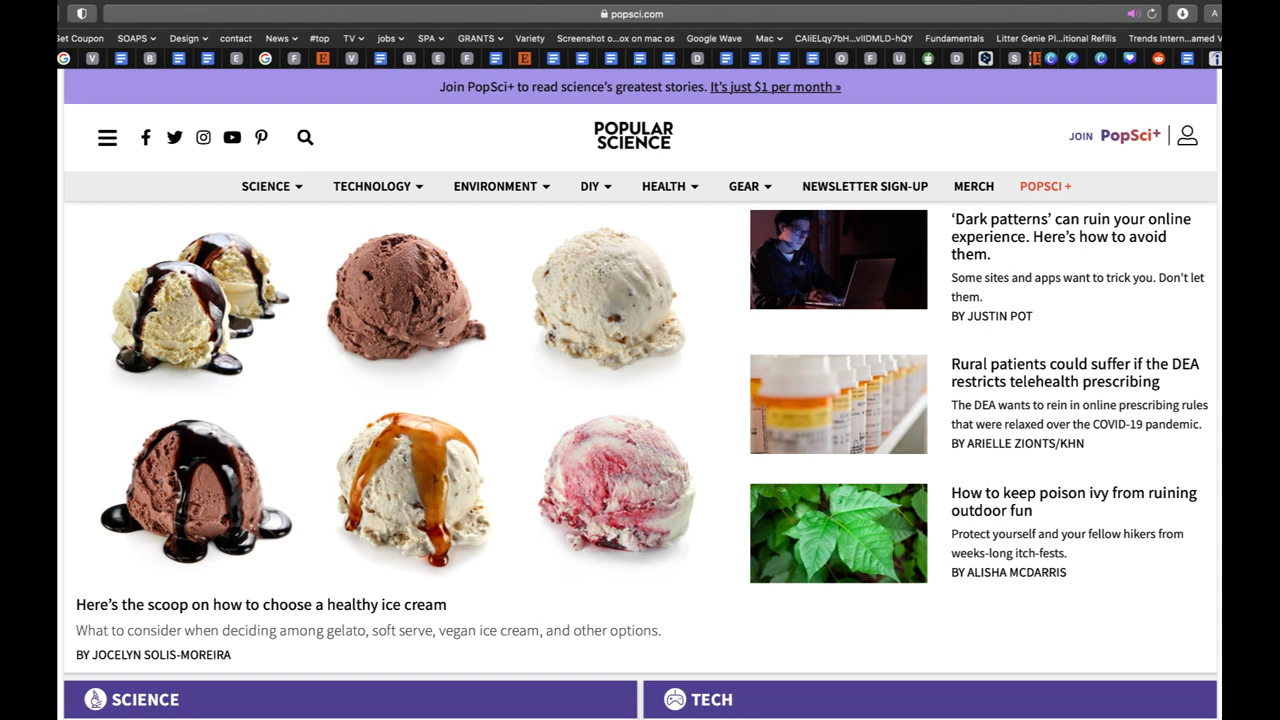 popsci.com
A
Get Coupon SOAPS Design contact News #top TV jobs SPA GRANTS Variety Screenshot o...ox on mac os Google Wave Mac Fundamentals Litter Genie Pl...itional Refills Trends Intern...amed V
Join PopSci+ to read science's greatest stories. It's just $1 per month »
POPULAR
SCIENCE
JOIN PopSci+
SCIENCE TECHNOLOGY ENVIRONMENT DIY HEALTH GEAR NEWSLETTER SIGN-UP MERCH POPSCI +
‘Dark patterns’ can ruin your online
experience. Here’s how to avoid
them.
Some sites and apps want to trick you. Don't let
them.
BY JUSTIN POT
Rural patients could suffer if the DEA
restricts telehealth prescribing
The DEA wants to rein in online prescribing rules
that were relaxed over the COVID-19 pandemic.
BY ARIELLE ZIONTS/KHN
How to keep poison ivy from ruining
outdoor fun
Protect yourself and your fellow hikers from
weeks-long itch-fests.
BY ALISHA MCDARRIS
Here’s the scoop on how to choose a healthy ice cream
What to consider when deciding among gelato, soft serve, vegan ice cream, and other options.
BY JOCELYN SOLIS-MOREIRA
SCIENCE
TECH